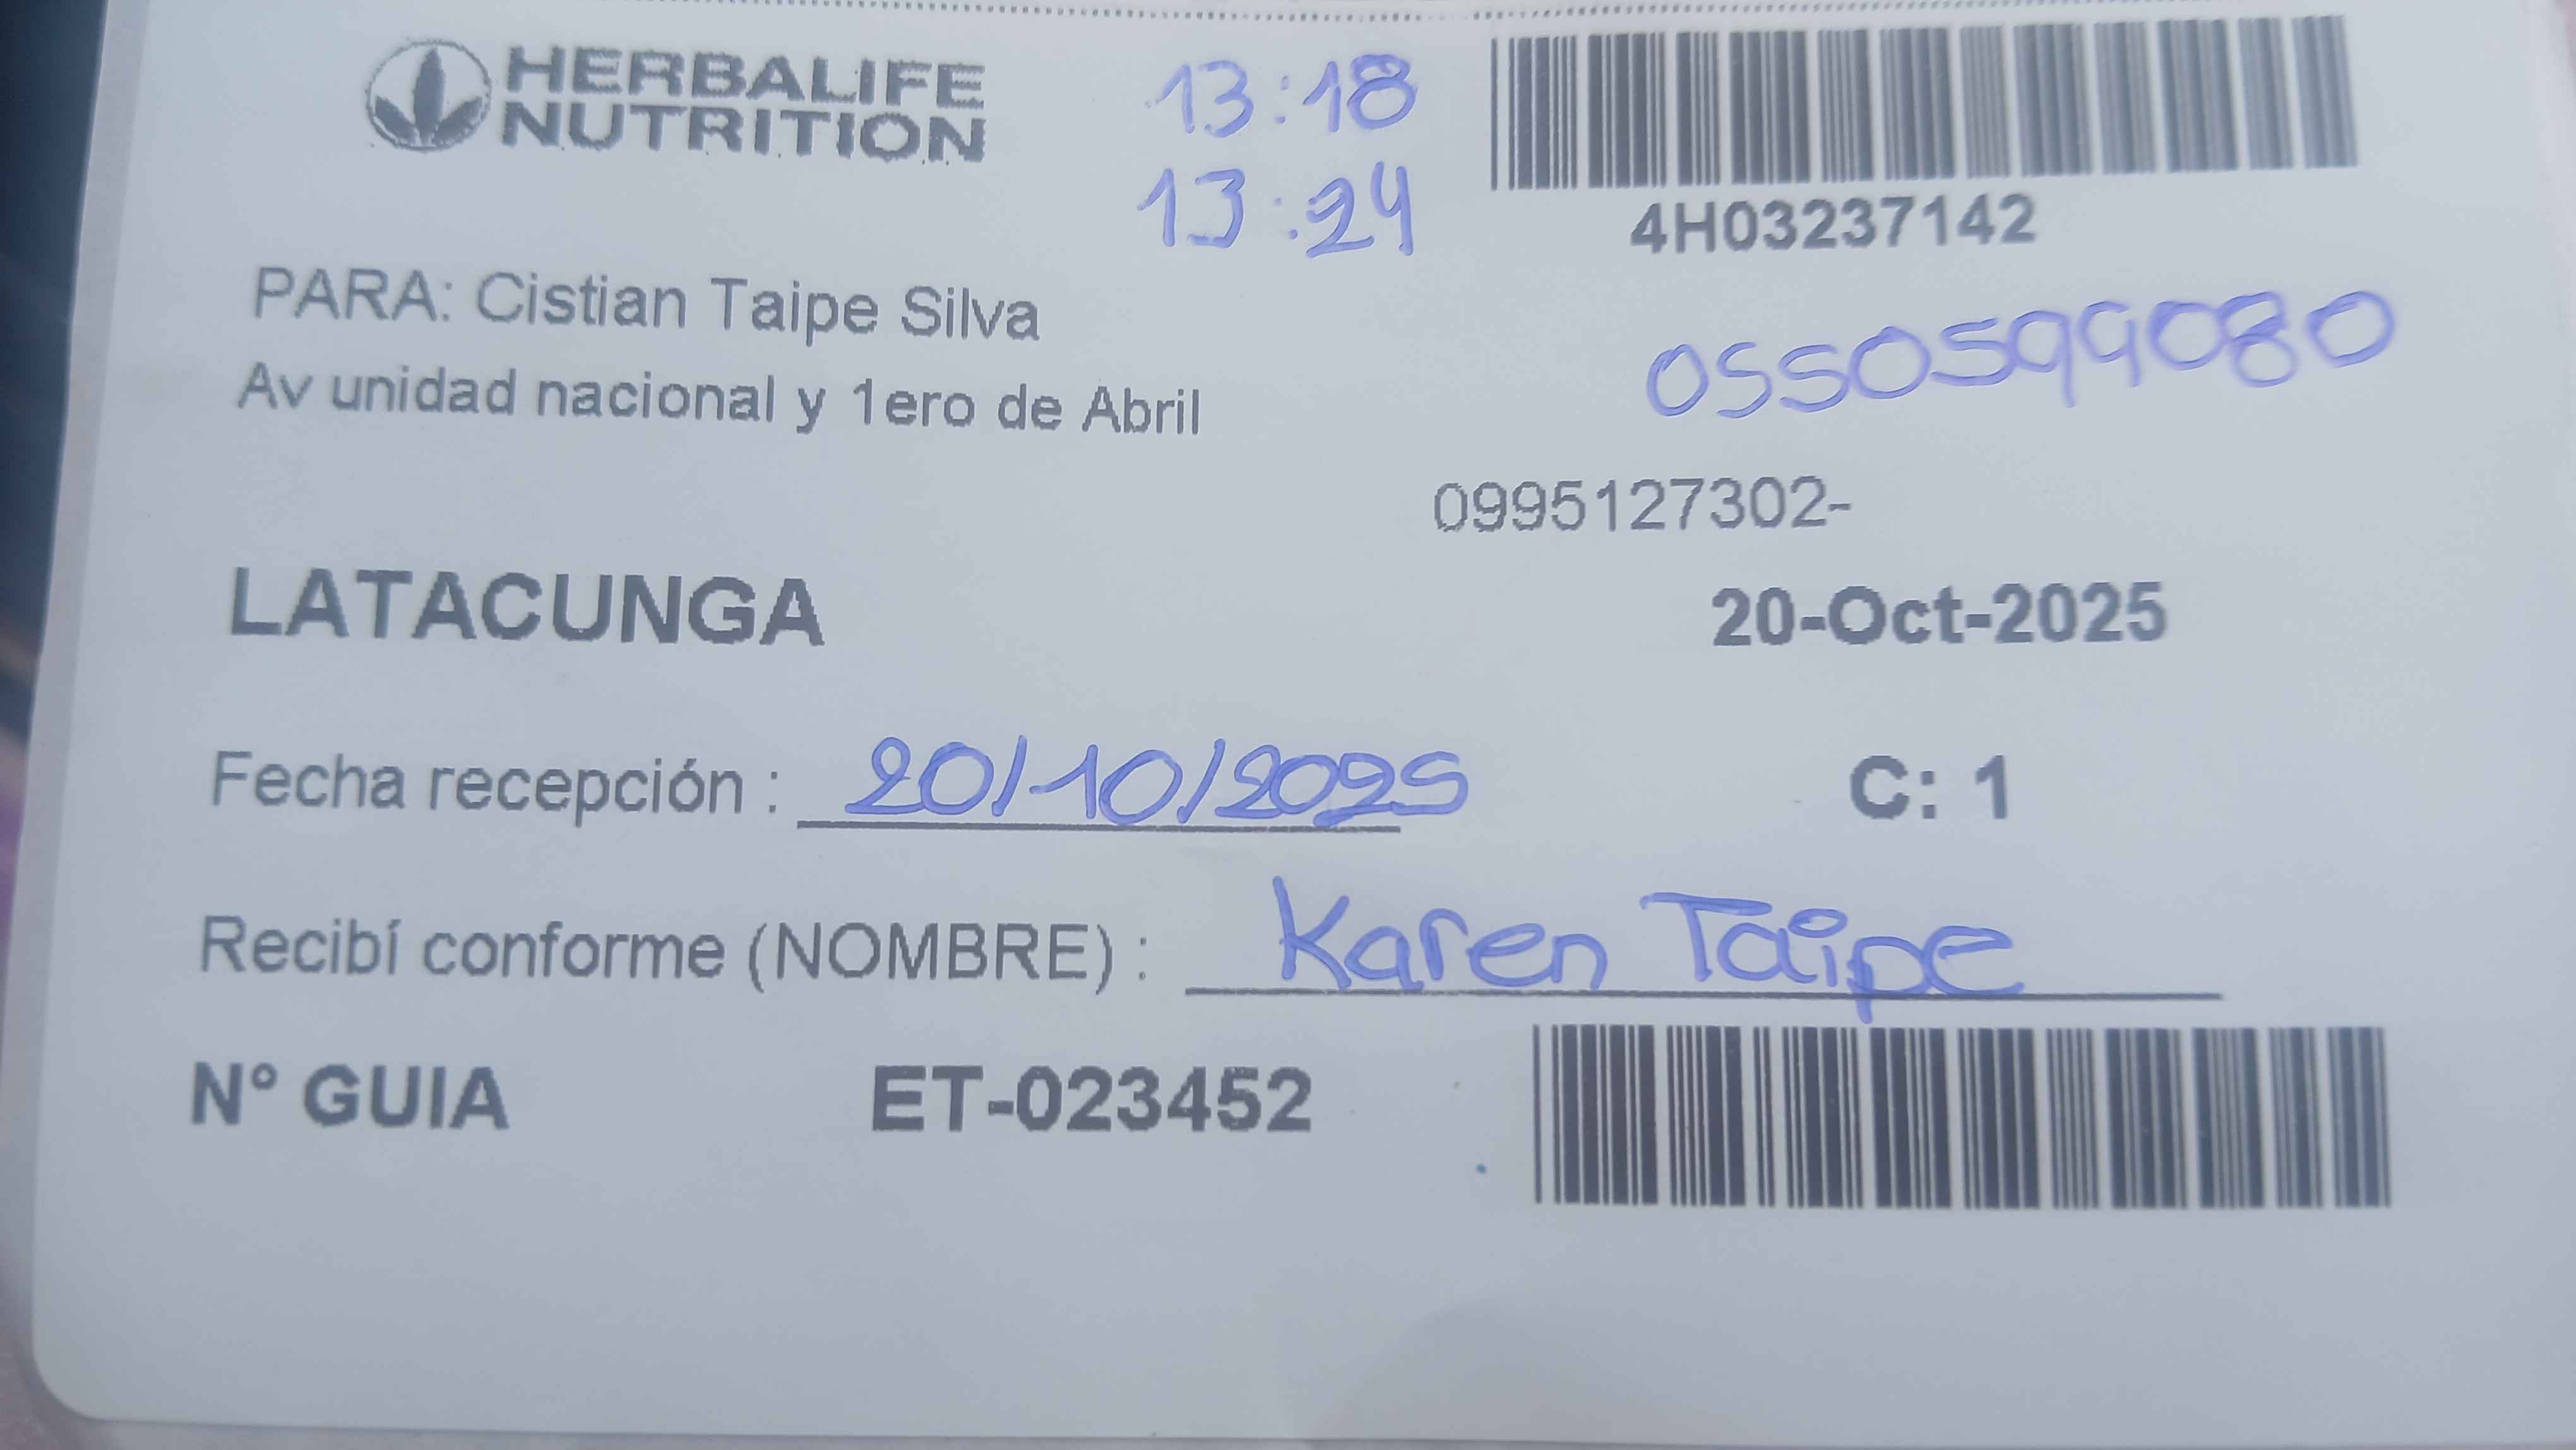 HERBALIFE
NUTRITION
13:18
13:24
4H03237142
PARA: Cistian Taipe Silva
0550599080
Av unidad nacional y 1ero de Abril
0995127302-
LATACUNGA
20-Oct-2025
Fecha recepción : 20/10/2025
C: 1
Recibí conforme (NOMBRE) : Karen Taipe
N° GUIA ET-023452